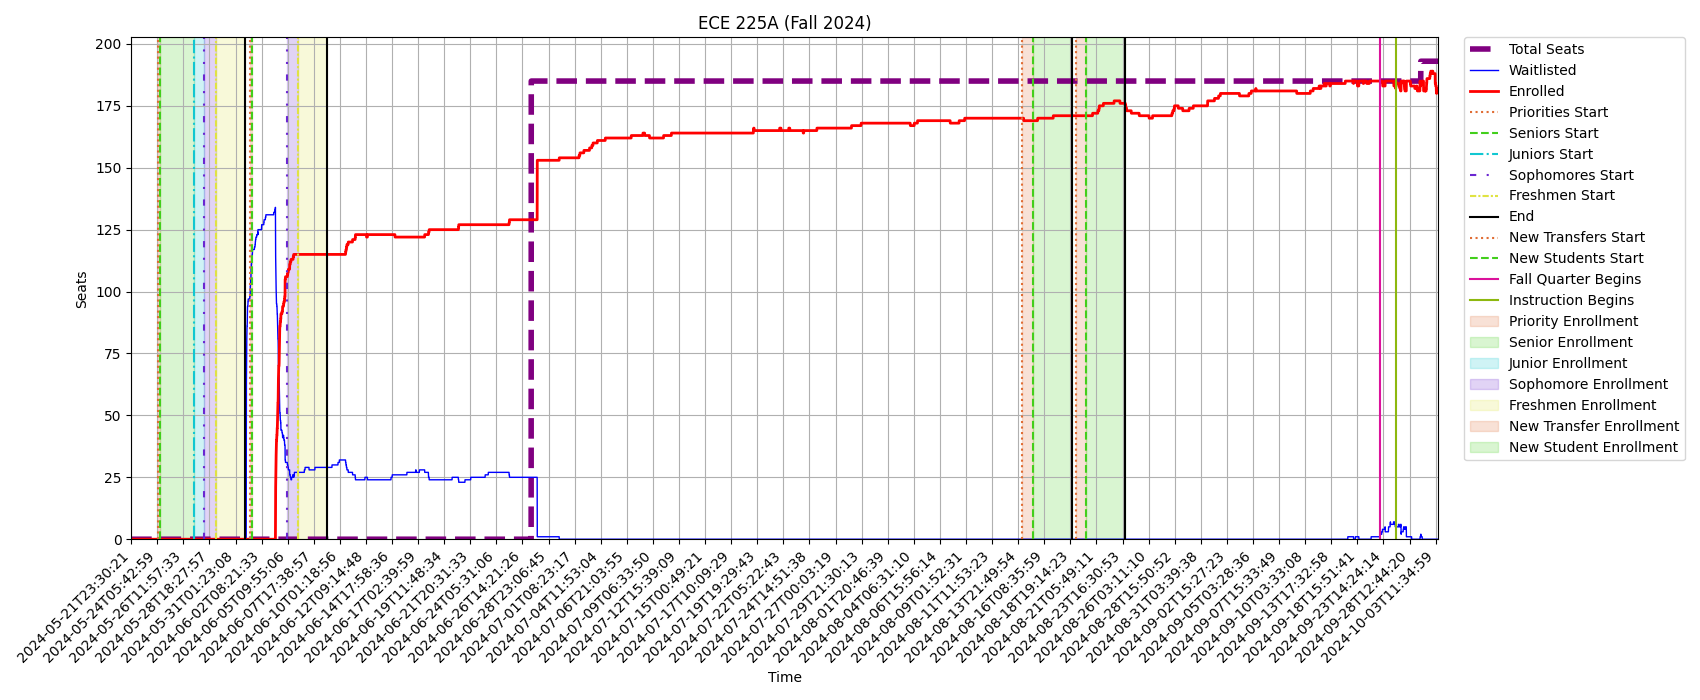 ECE 225A (Fall 2024)
200
175
150
125
100
75
50
25
0
Seats
2024-05-21T23:30:21
2024-05-24T05:42:59
2024-05-26T11:57:33
2024-05-28T18:27:57
2024-05-31T01:23:08
2024-06-02T08:21:35
2024-06-05T09:55:06
2024-06-07T17:38:57
2024-06-10T01:18:56
2024-06-12T09:14:48
2024-06-14T17:58:36
2024-06-17T02:39:59
2024-06-19T11:48:34
2024-06-21T20:31:33
2024-06-24T05:31:06
2024-06-26T14:21:26
2024-06-28T23:06:45
2024-07-01T08:23:17
2024-07-04T11:53:04
2024-07-06T21:03:55
2024-07-09T06:33:50
2024-07-12T15:39:09
2024-07-15T00:49:21
2024-07-17T10:09:29
2024-07-19T19:29:43
2024-07-22T05:22:43
2024-07-24T14:51:38
2024-07-27T00:03:19
2024-07-29T21:30:13
2024-08-01T20:46:39
2024-08-04T06:31:10
2024-08-06T15:56:14
2024-08-09T01:52:31
2024-08-11T11:53:23
2024-08-13T21:49:54
2024-08-16T08:35:59
2024-08-18T19:14:23
2024-08-21T05:49:11
2024-08-23T16:30:53
2024-08-26T03:11:10
2024-08-28T15:50:52
2024-08-31T03:39:38
2024-09-02T15:27:23
2024-09-05T03:28:36
2024-09-07T15:33:49
2024-09-10T03:33:08
2024-09-13T17:32:58
2024-09-18T15:51:41
2024-09-23T14:24:14
2024-09-28T12:44:20
2024-10-03T11:34:59
Time
Total Seats
Waitlisted
Enrolled
Priorities Start
Seniors Start
Juniors Start
Sophomores Start
Freshmen Start
End
New Transfers Start
New Students Start
Fall Quarter Begins
Instruction Begins
Priority Enrollment
Senior Enrollment
Junior Enrollment
Sophomore Enrollment
Freshmen Enrollment
New Transfer Enrollment
New Student Enrollment